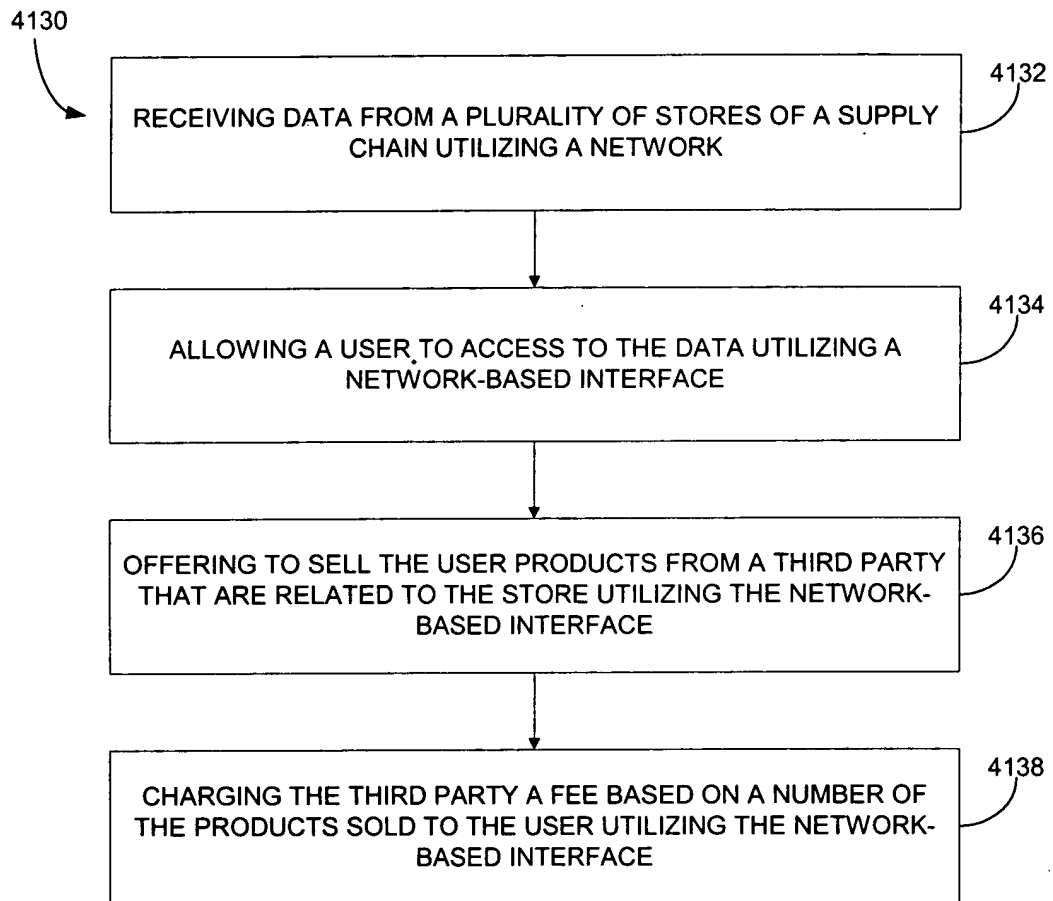 4130
4132
RECEIVING DATA FROM A PLURALITY OF STORES OF A SUPPLY
CHAIN UTILIZING A NETWORK
4134
ALLOWING A USER TO ACCESS TO THE DATA UTILIZING A
NETWORK-BASED INTERFACE
4136
OFFERING TO SELL THE USER PRODUCTS FROM A THIRD PARTY
THAT ARE RELATED TO THE STORE UTILIZING THE NETWORK-
BASED INTERFACE
4138
CHARGING THE THIRD PARTY A FEE BASED ON A NUMBER OF
THE PRODUCTS SOLD TO THE USER UTILIZING THE NETWORK-
BASED INTERFACE